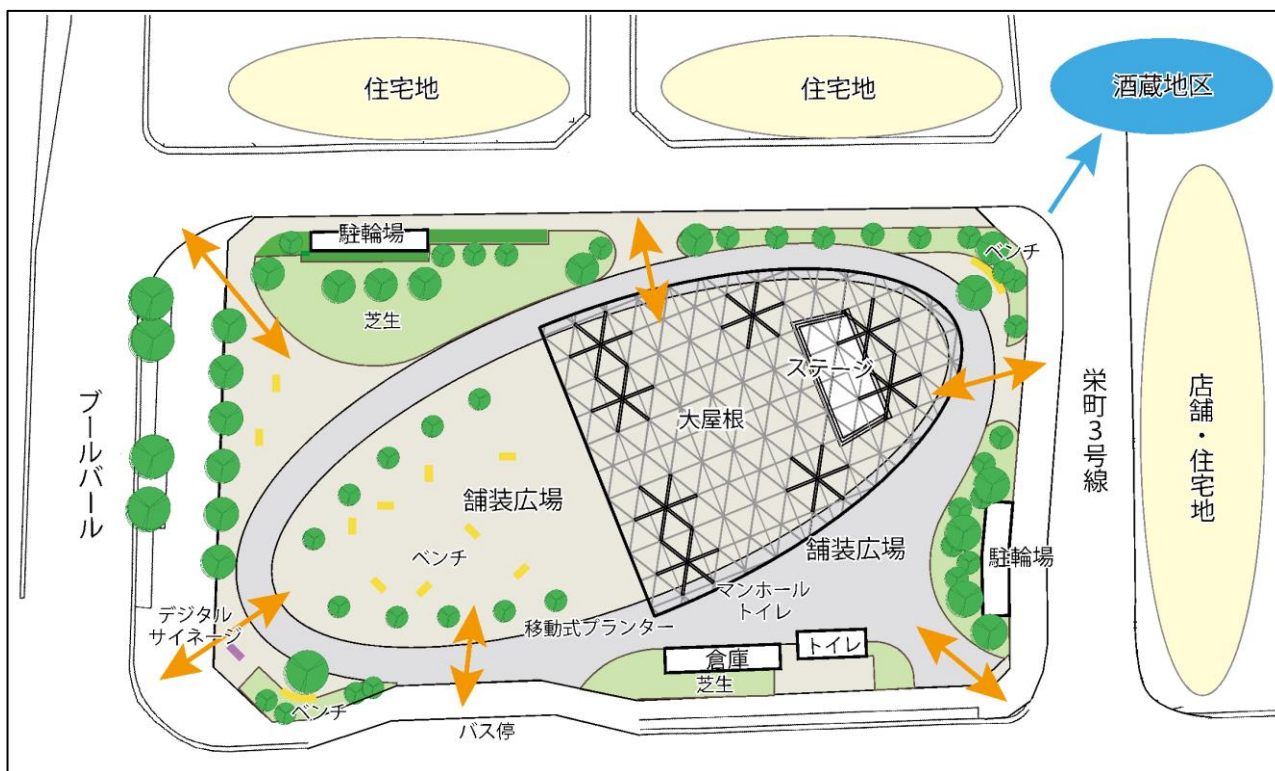 住宅地
住宅地
酒蔵地区
駐輪場
ベンチ
芝生
ステージ
大屋根
ブールバール
栄町3号線
店舗・住宅地
舗装広場
ベンチ
舗装広場
駐輪場
マンホール
トイレ
デジタル
サイネージ
移動式プランター
トイレ
倉庫
芝生
ベンチ
バス停